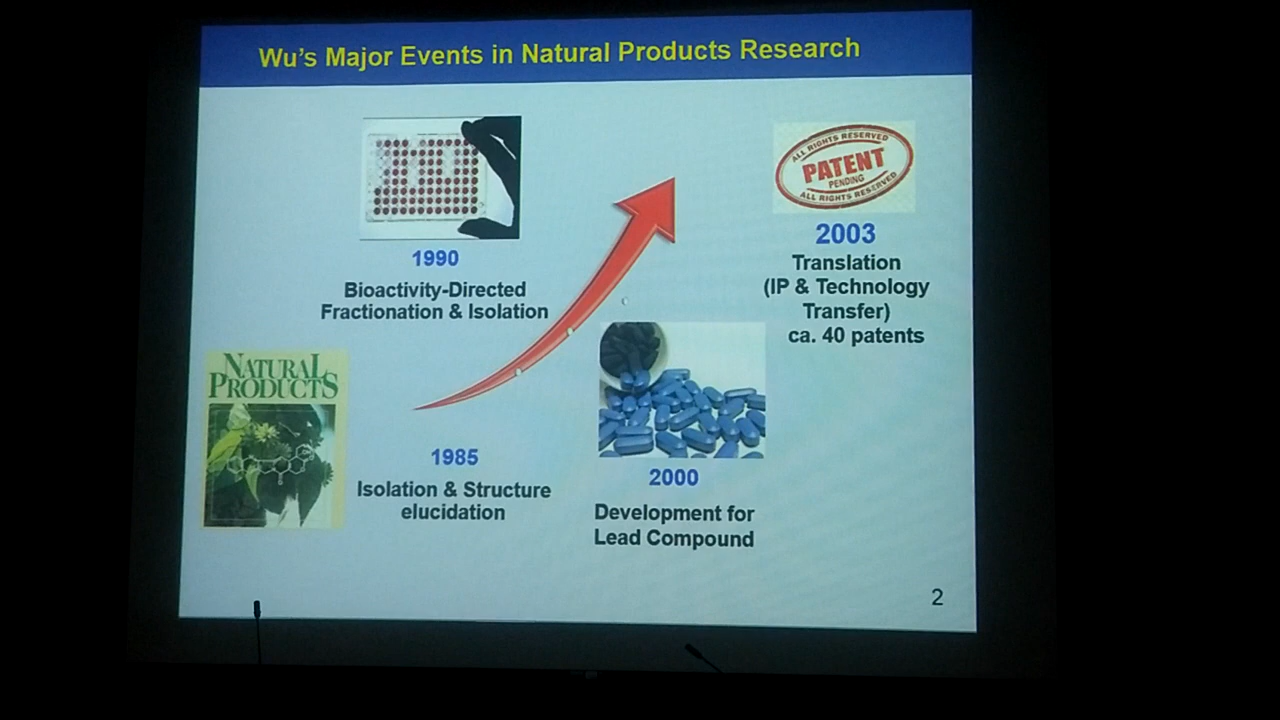 Wu's Major Events in Natural Products Research
1990
Bioactivity-Directed
Fractionation & Isolation
ALL RIGHTS RESERVED
PATENT
PENDING
ALL RIGHTS RESERVED
2003
Translation
(IP & Technology
Transfer)
ca. 40 patents
NATURAL
PRODUCTS
1985
Isolation & Structure
elucidation
2000
Development for
Lead Compound
2